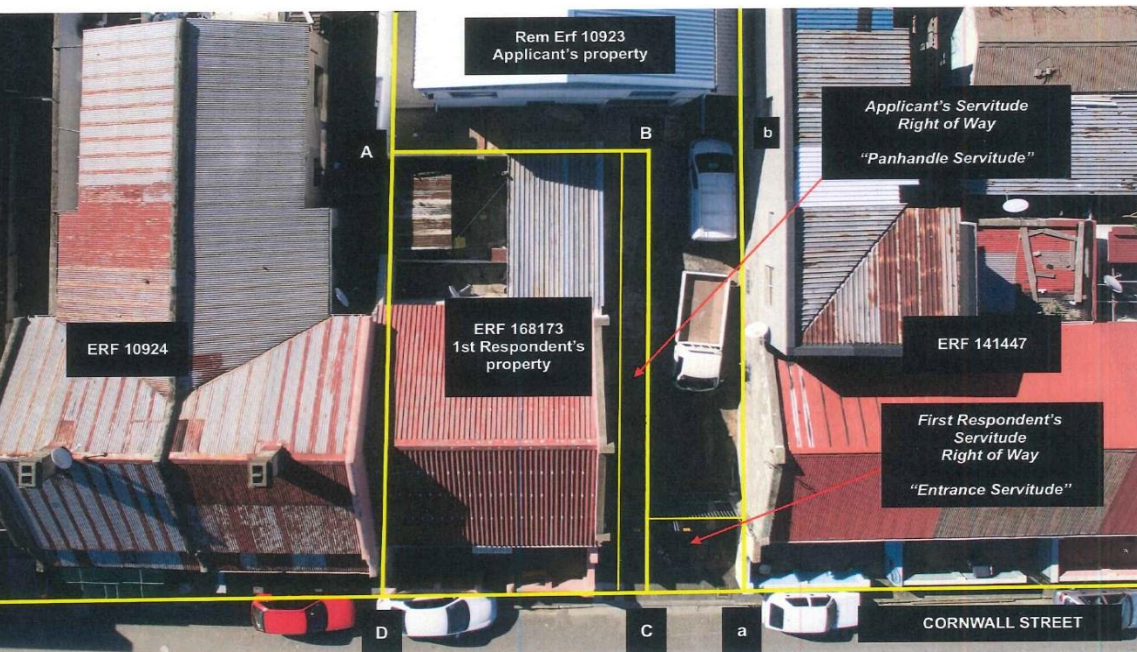 Rem Erf 10923
Applicant's property
Applicant's Servitude
Right of Way
"Panhandle Servitude"
A
B
b
ERF 10924
ERF 168173
1st Respondent's
property
ERF 141447
First Respondent's
Servitude
Right of Way
"Entrance Servitude"
D
C
a
CORNWALL STREET